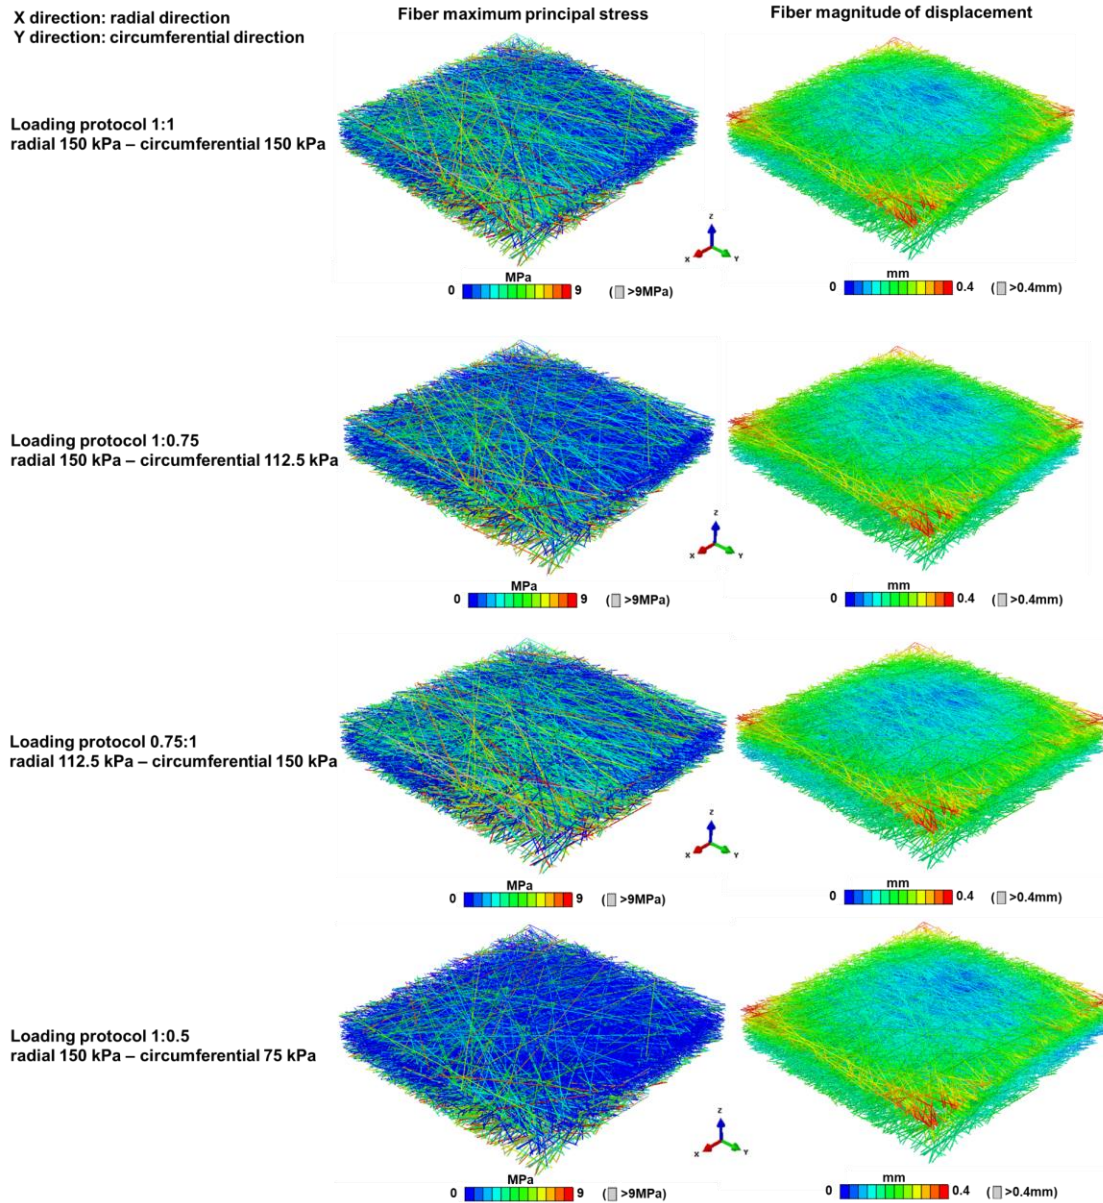 X direction: radial direction
Y direction: circumferential direction
Fiber maximum principal stress
Fiber magnitude of displacement
Loading protocol 1:1
radial 150 kPa – circumferential 150 kPa
Z
X Y
MPa
0 9 (>9MPa)
mm
0 0.4 (>0.4mm)
Loading protocol 1:0.75
radial 150 kPa – circumferential 112.5 kPa
Z
X Y
MPa
0 9 (>9MPa)
mm
0 0.4 (>0.4mm)
Loading protocol 0.75:1
radial 112.5 kPa – circumferential 150 kPa
Z
X Y
MPa
0 9 (>9MPa)
mm
0 0.4 (>0.4mm)
Loading protocol 1:0.5
radial 150 kPa – circumferential 75 kPa
Z
X Y
MPa
0 9 (>9MPa)
mm
0 0.4 (>0.4mm)